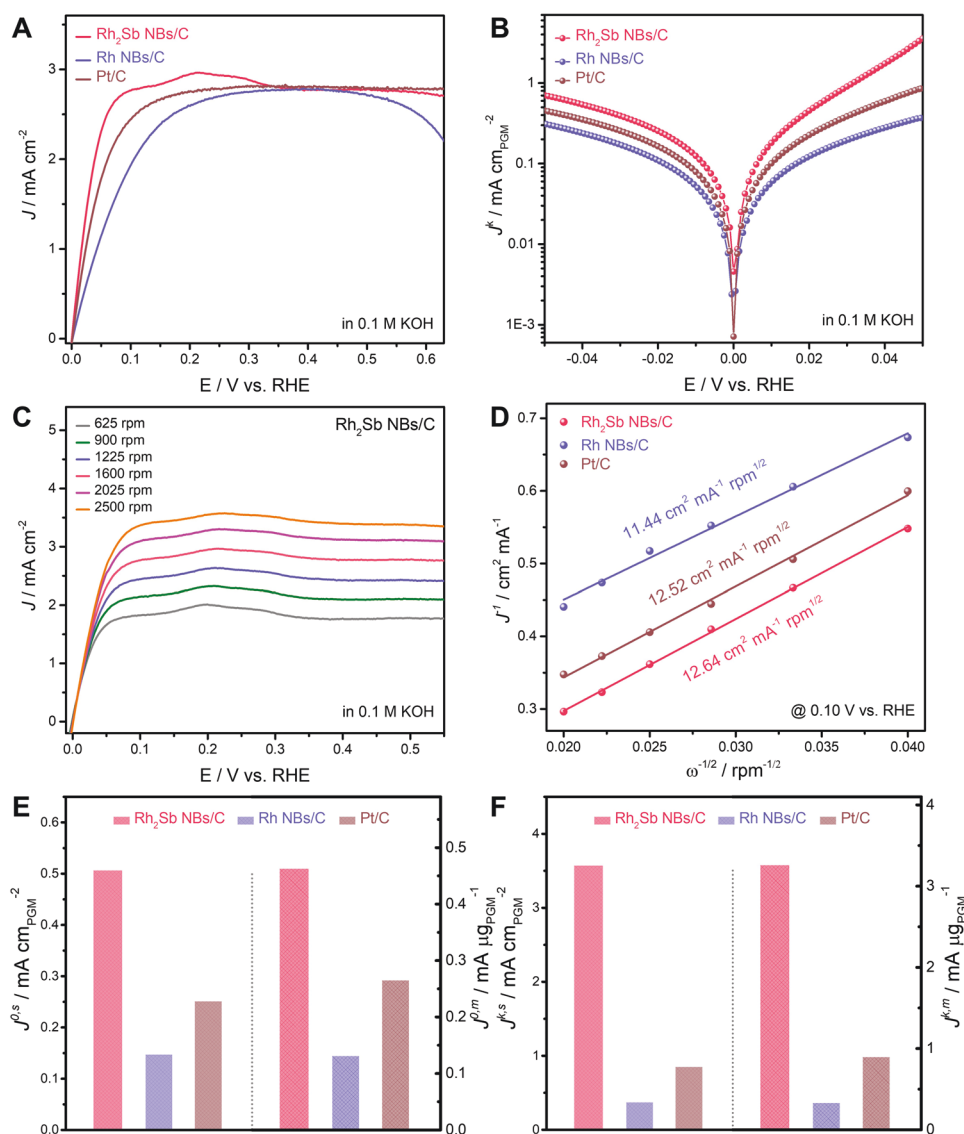 A
Rh₂Sb NBs/C
Rh NBs/C
Pt/C
J / mA cm⁻²
3
2
1
0
0.0 0.1 0.2 0.3 0.4 0.5 0.6
E / V vs. RHE
in 0.1 M KOH
B
Rh₂Sb NBs/C
Rh NBs/C
Pt/C
Jᵏ / mA cm_PGM⁻²
1
0.1
0.01
1E-3
-0.04 -0.02 0.00 0.02 0.04
E / V vs. RHE
in 0.1 M KOH
C
625 rpm
900 rpm
1225 rpm
1600 rpm
2025 rpm
2500 rpm
Rh₂Sb NBs/C
J / mA cm⁻²
5
4
3
2
1
0
0.0 0.1 0.2 0.3 0.4 0.5
E / V vs. RHE
in 0.1 M KOH
D
Rh₂Sb NBs/C
Rh NBs/C
Pt/C
J⁻¹ / cm² mA⁻¹
0.7
0.6
0.5
0.4
0.3
11.44 cm² mA⁻¹ rpm¹/²
12.52 cm² mA⁻¹ rpm¹/²
12.64 cm² mA⁻¹ rpm¹/²
@ 0.10 V vs. RHE
0.020 0.025 0.030 0.035 0.040
ω⁻¹/² / rpm⁻¹/²
E
Rh₂Sb NBs/C Rh NBs/C Pt/C
J⁰,ˢ / mA cm_PGM⁻²
0.6
0.5
0.4
0.3
0.2
0.1
0.0
J⁰,ᵐ / mA μg_PGM⁻¹
0.5
0.4
0.3
0.2
0.1
0.0
F
Rh₂Sb NBs/C Rh NBs/C Pt/C
Jᵏ,ˢ / mA cm_PGM⁻²
4
3
2
1
0
Jᵏ,ᵐ / mA μg_PGM⁻¹
4
3
2
1
0